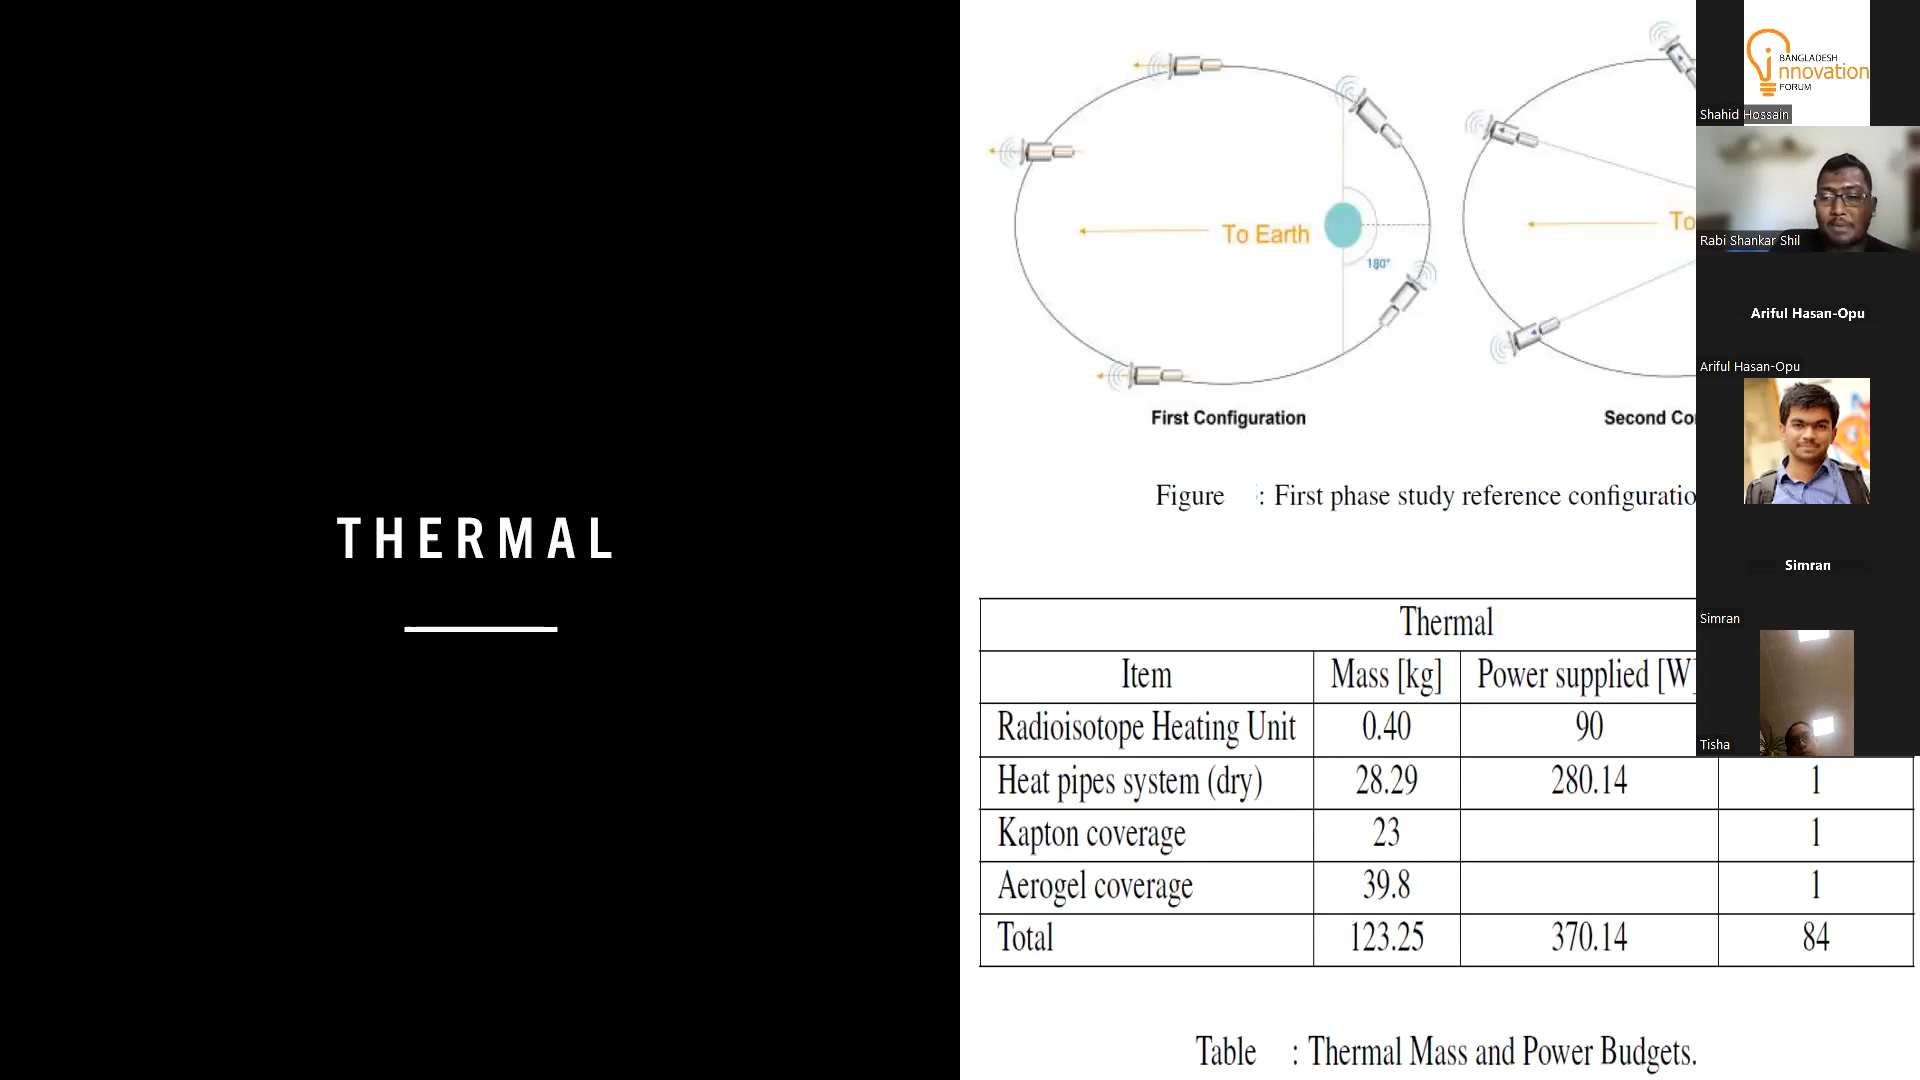 THERMAL
To Earth
180°
First Configuration
To
Second Co
Figure : First phase study reference configuratio
Thermal
Item Mass [kg] Power supplied [W]
Radioisotope Heating Unit 0.40 90
Heat pipes system (dry) 28.29 280.14 1
Kapton coverage 23 1
Aerogel coverage 39.8 1
Total 123.25 370.14 84
Table : Thermal Mass and Power Budgets.
BANGLADESH
innovation
FORUM
Shahid Hossain
Rabi Shankar Shil
Ariful Hasan-Opu
Ariful Hasan-Opu
Simran
Simran
Tisha